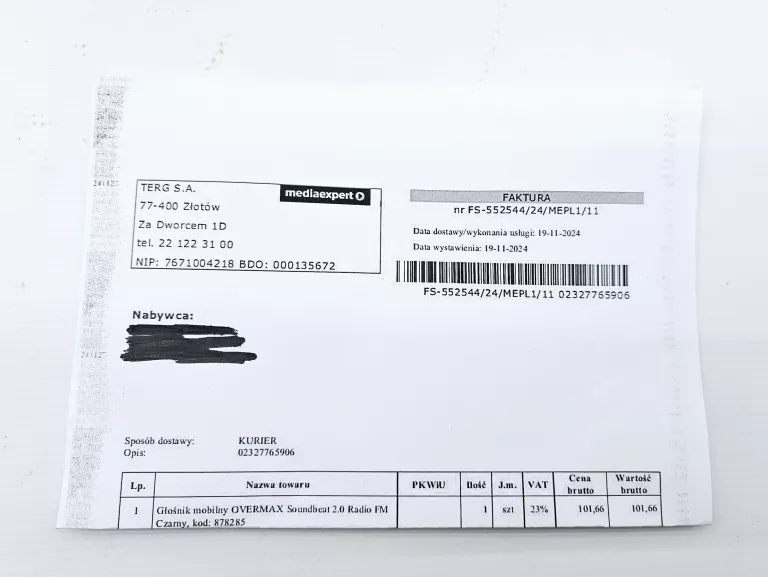 TERG S.A.
mediaexpert
77-400 Złotów
Za Dworcem 1D
tel. 22 122 31 00
NIP: 7671004218 BDO: 000135672
FAKTURA
nr FS-552544/24/MEPL1/11
Data dostawy/wykonania usługi: 19-11-2024
Data wystawienia: 19-11-2024
FS-552544/24/MEPL1/11 02327765906
Nabywca:
Sposób dostawy: KURIER
Opis: 02327765906
Lp. Nazwa towaru PKWiU Ilość J.m. VAT Cena brutto Wartość brutto
1 Głośnik mobilny OVERMAX Soundbeat 2.0 Radio FM 1 szt 23% 101,66 101,66
Czarny, kod: 878285